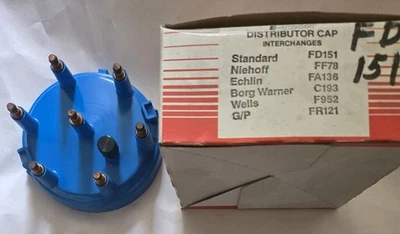 DISTRIBUTOR CAP
INTERCHANGES
Standard FD151
Niehoff FF78
Echlin FA136
Borg Warner C193
Wells F952
G/P FR121
FD
151